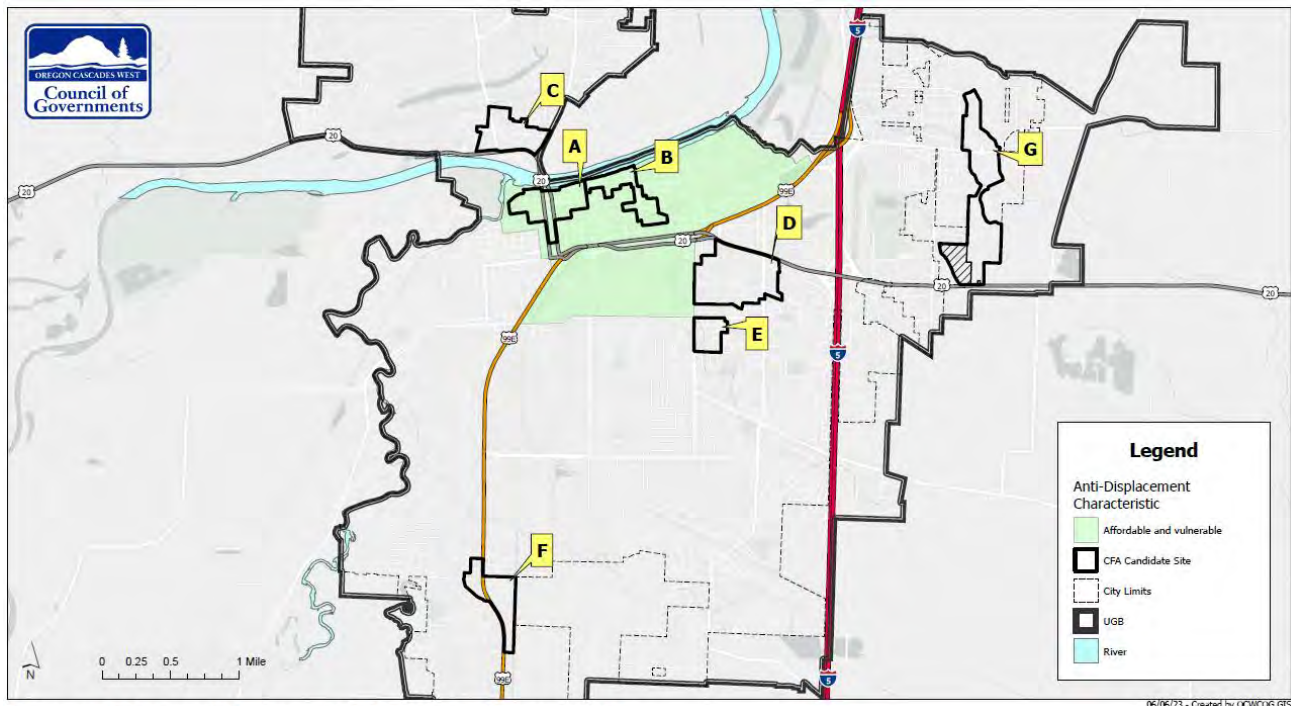 OREGON CASCADES WEST
Council of
Governments
5
C
20
A
B
G
20
20
99E
D
20
20
20
99E
E
5
Legend
Anti-Displacement
Characteristic
Affordable and vulnerable
CFA Candidate Site
City Limits
UGB
River
F
N
0 0.25 0.5 1 Mile
99E
5
06/06/23 - Created by OCWCOG GIS